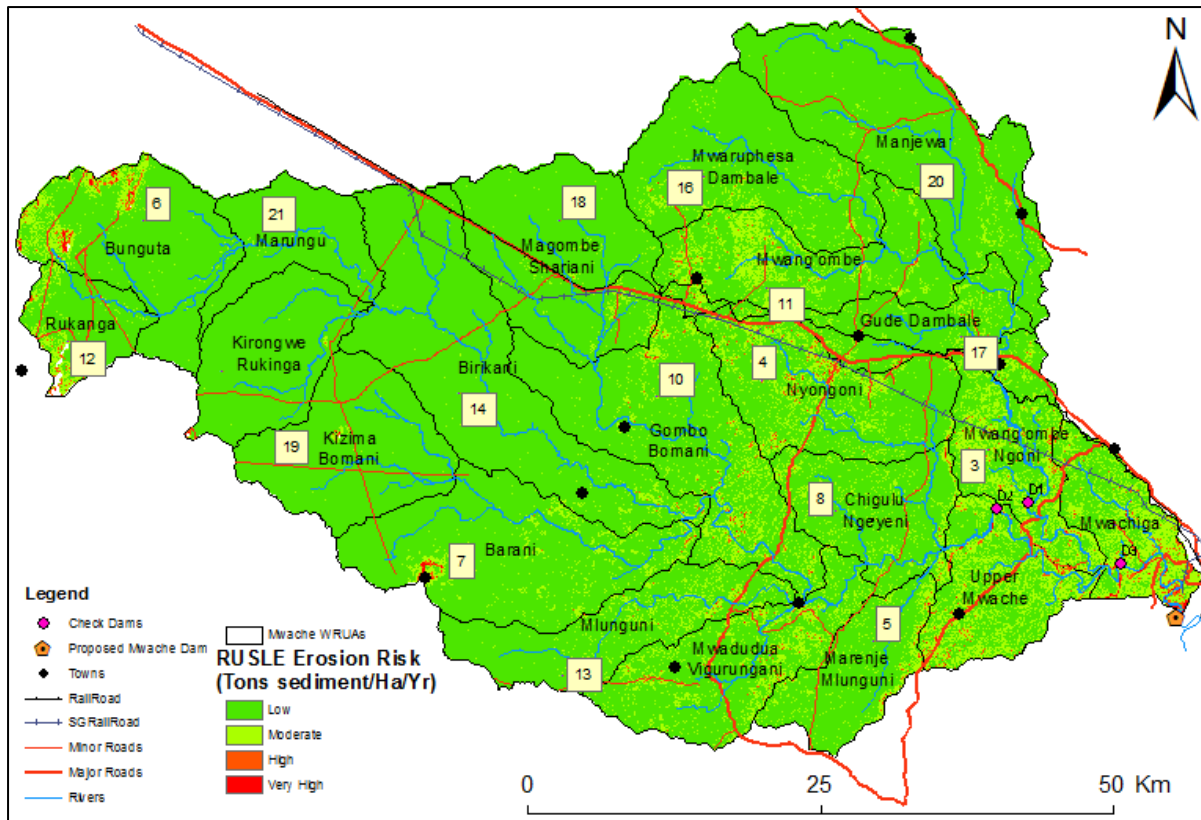 N
Manjewa
Mwaruphesa
Dambale
20
16
6
21
18
Marungu
Bunguta
Magombe
Shariani
Mwang'ombe
11
Gude Dambale
Rukanga
12
Kirongwe
Rukinga
Birikani
17
4
Nyongoni
10
14
Gombo
Bomani
19
Kizima
Bomani
Mwang'ombe
Ngoni
3
8
Chigulu
Ngeyeni
D2
D1
Mwachiga
D3
7
Barani
Upper
Mwache
Mlunguni
5
Mwadudua
Vigurungani
Marenje
Mlunguni
13
Legend
Check Dams
Proposed Mwache Dam
Towns
RailRoad
SGRailRoad
Minor Roads
Major Roads
Rivers
Mwache WRUAs
RUSLE Erosion Risk
(Tons sediment/Ha/Yr)
Low
Moderate
High
Very High
0 25 50 Km